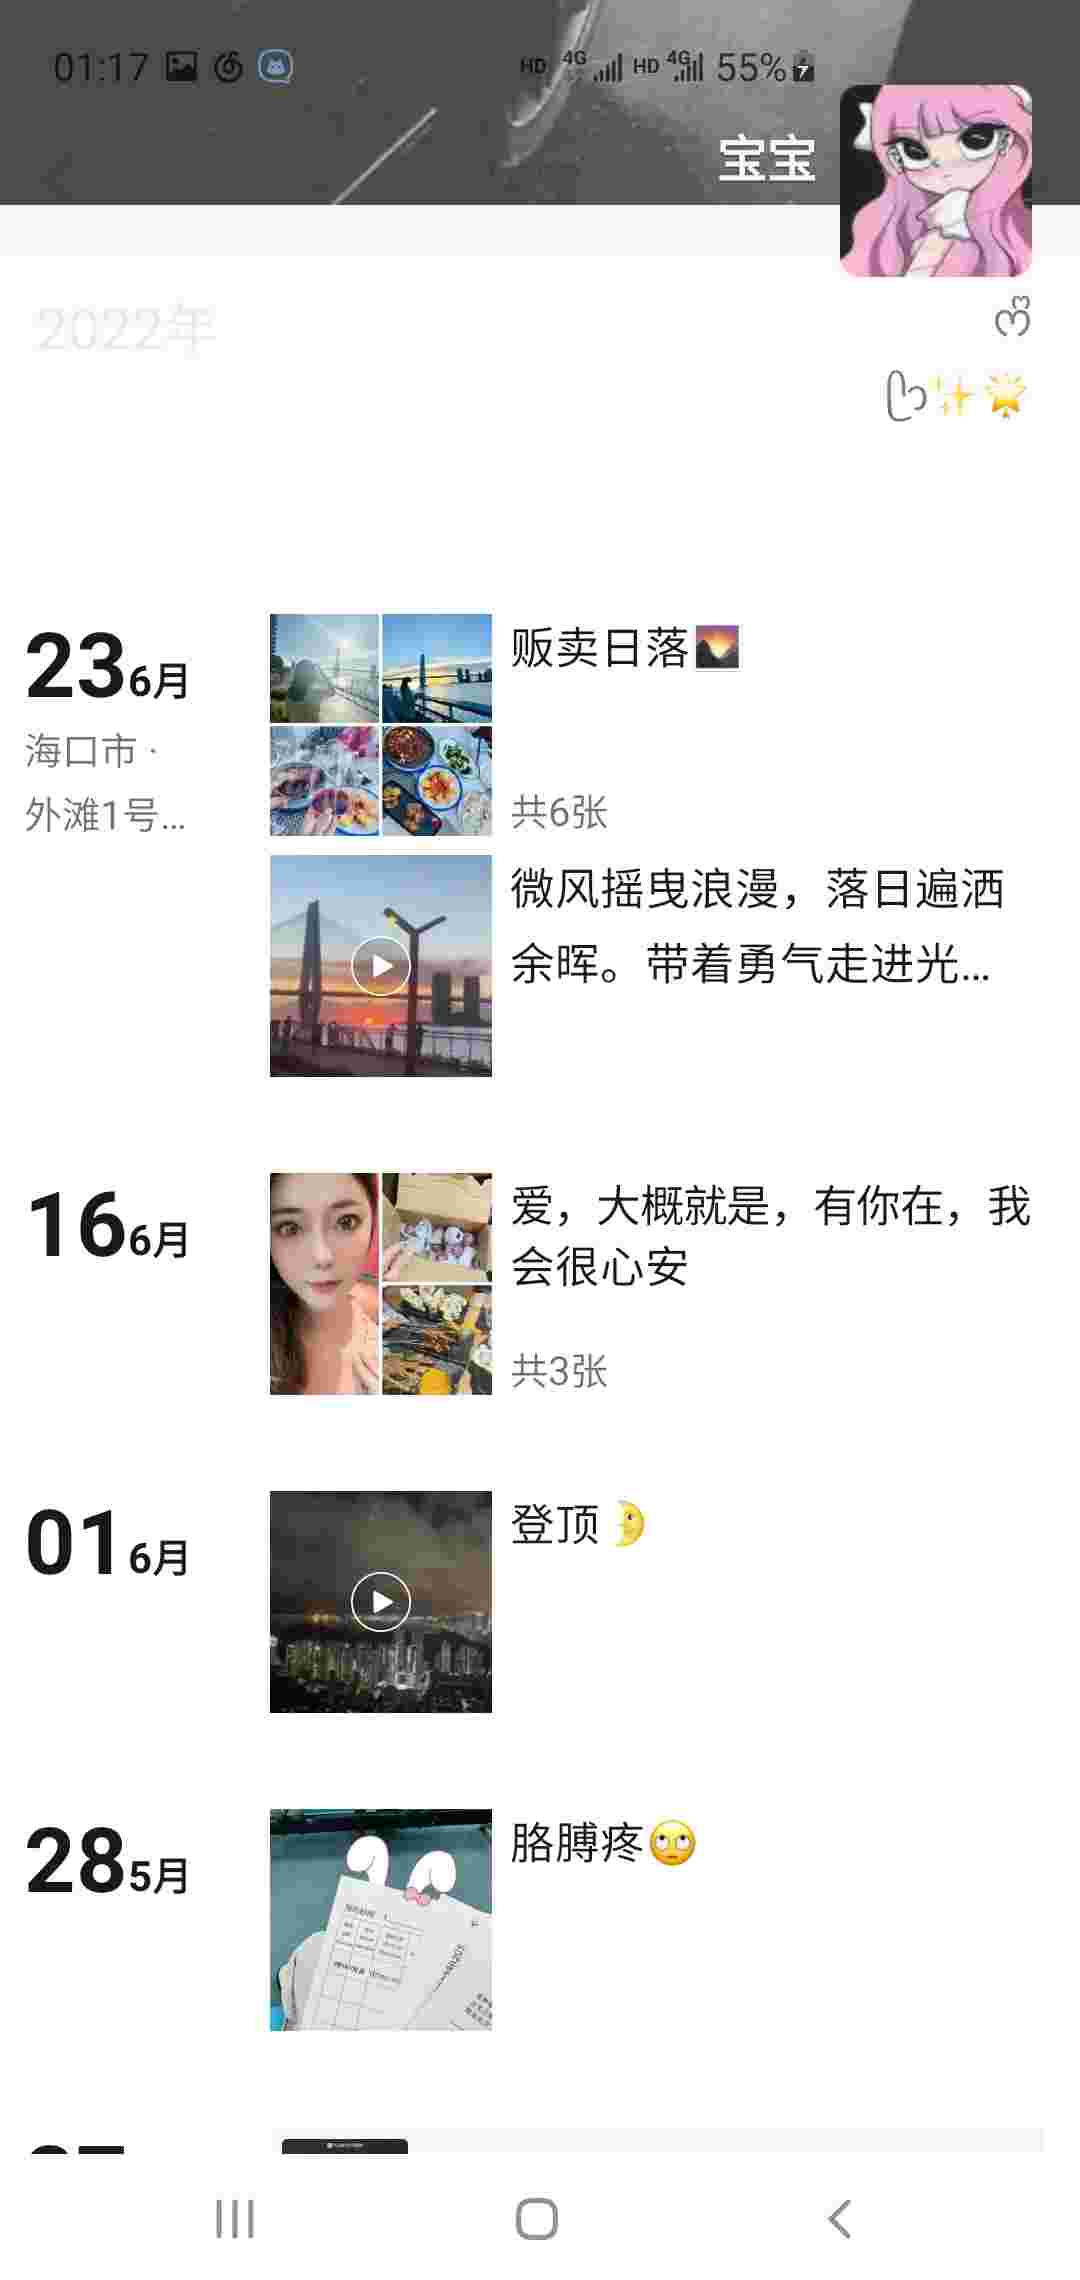 01:17
HD 4G HD 4G 55%
宝宝
2022年
23 6月
海口市 ·
外滩1号...
贩卖日落
共6张
微风摇曳浪漫，落日遍洒
余晖。带着勇气走进光...
16 6月
爱，大概就是，有你在，我
会很心安
共3张
01 6月
登顶
28 5月
胳膊疼